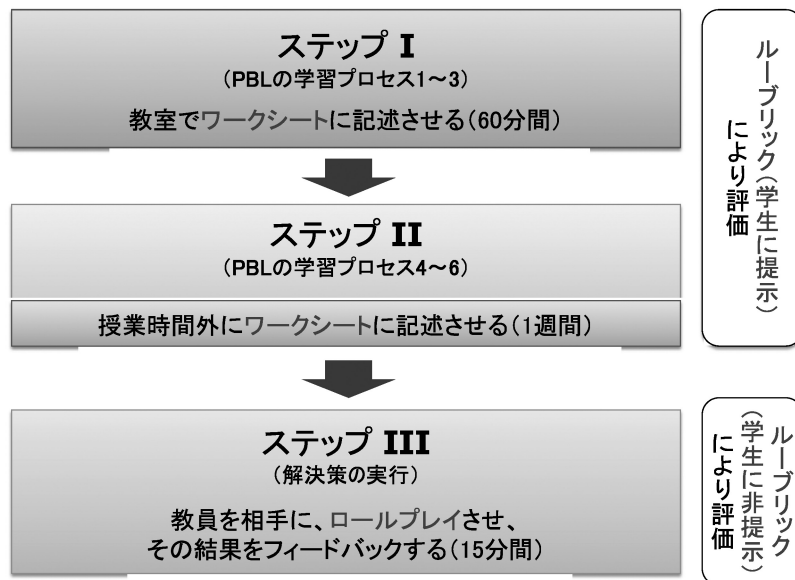 ステップ I
(PBLの学習プロセス1～3)
教室でワークシートに記述させる(60分間)
ルーブリック(学生に提示)
により評価
ステップ II
(PBLの学習プロセス4～6)
授業時間外にワークシートに記述させる(1週間)
ステップ III
(解決策の実行)
教員を相手に、ロールプレイさせ、
その結果をフィードバックする(15分間)
ルーブリック
(学生に非提示)
により評価